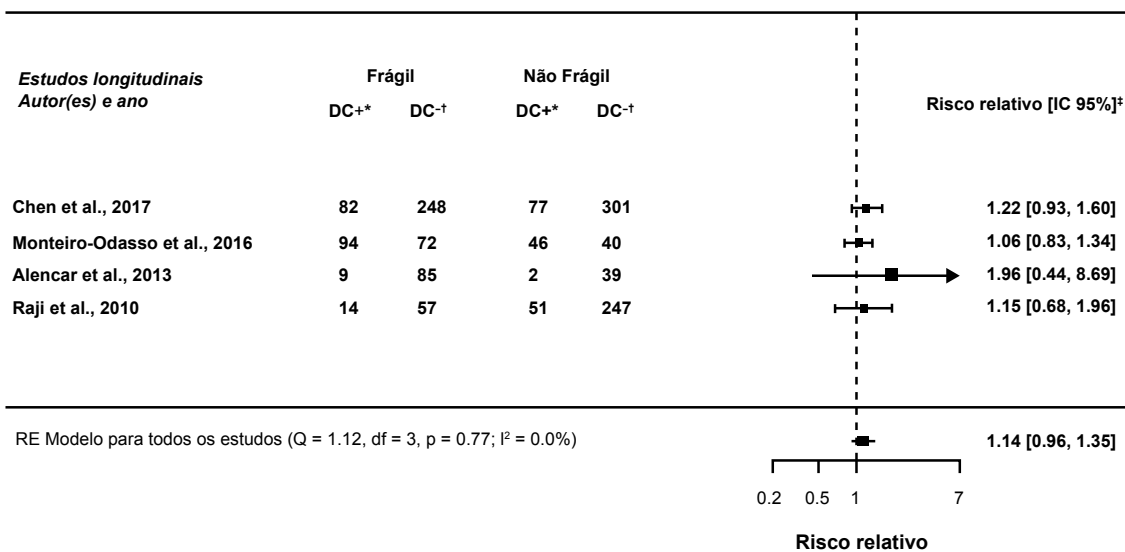 Estudos longitudinais
Autor(es) e ano
Frágil
Não Frágil
DC+* DC-† DC+* DC-†
Risco relativo [IC 95%]‡
Chen et al., 2017 82 248 77 301 1.22 [0.93, 1.60]
Monteiro-Odasso et al., 2016 94 72 46 40 1.06 [0.83, 1.34]
Alencar et al., 2013 9 85 2 39 1.96 [0.44, 8.69]
Raji et al., 2010 14 57 51 247 1.15 [0.68, 1.96]
RE Modelo para todos os estudos (Q = 1.12, df = 3, p = 0.77; I² = 0.0%) 1.14 [0.96, 1.35]
0.2 0.5 1 7
Risco relativo